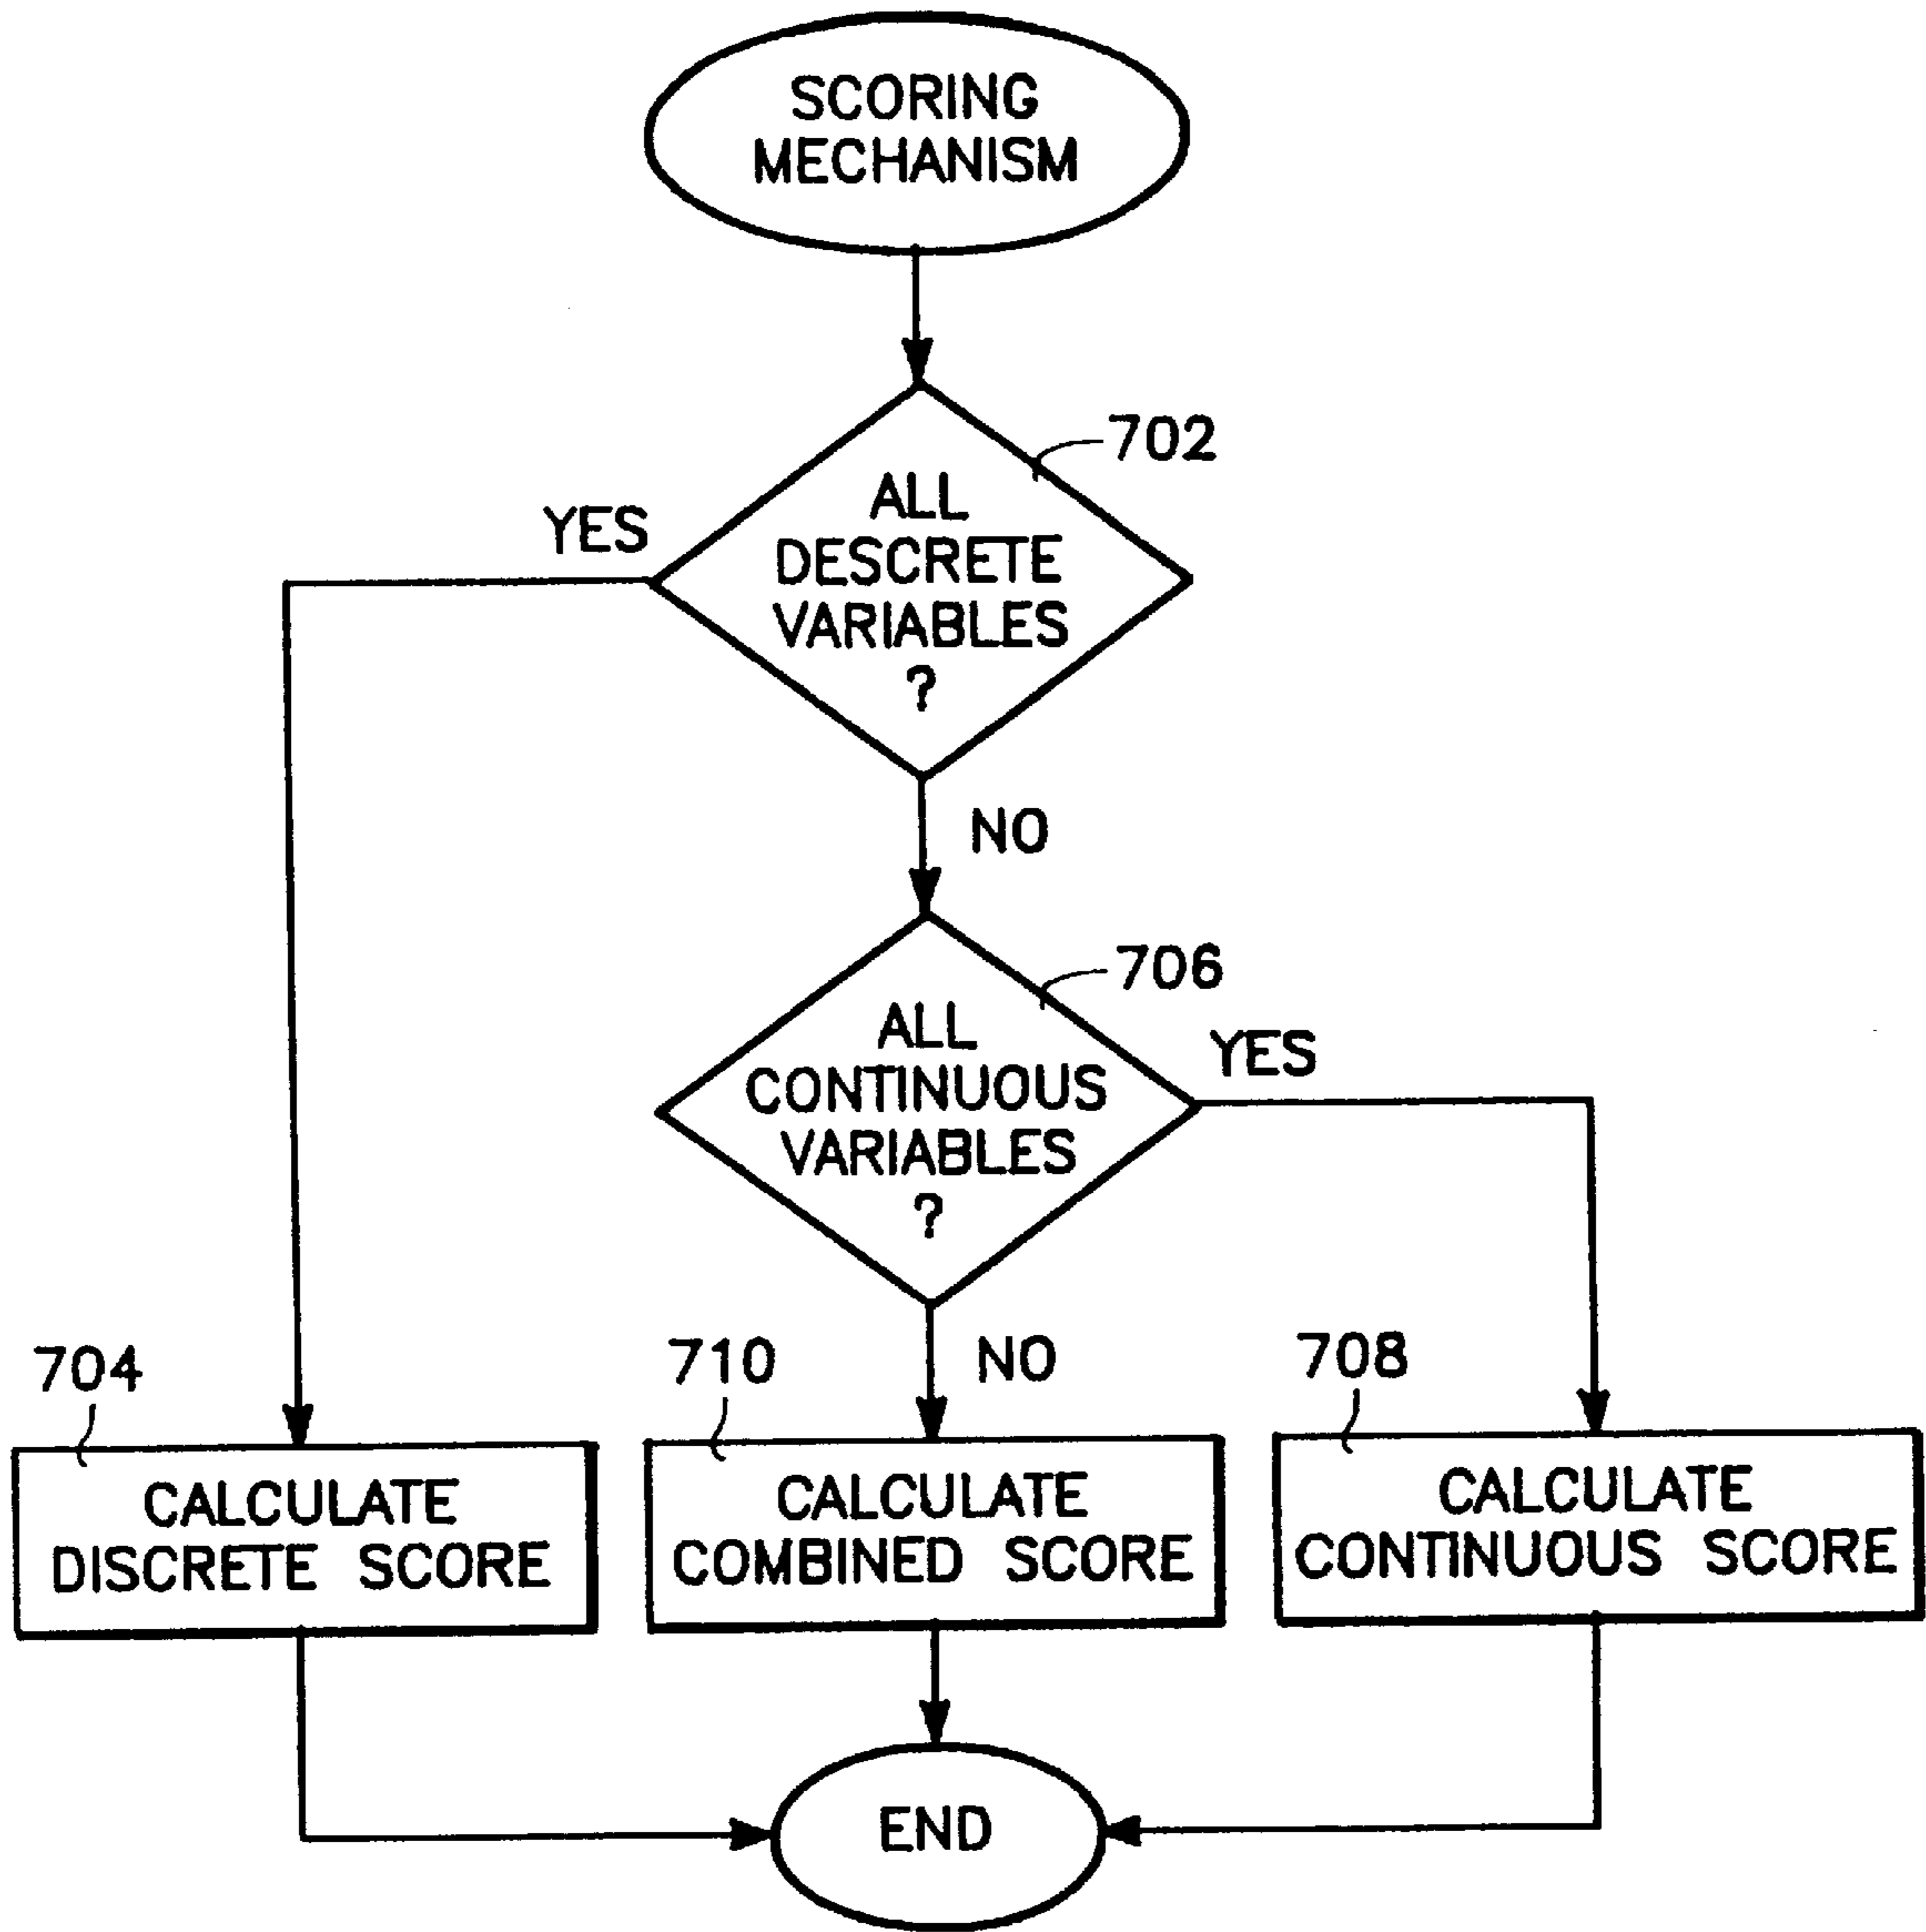 SCORING
MECHANISM
702
YES
ALL
DESCRETE
VARIABLES
?
NO
706
ALL
CONTINUOUS
VARIABLES
?
YES
NO
704
710
708
CALCULATE
DISCRETE SCORE
CALCULATE
COMBINED SCORE
CALCULATE
CONTINUOUS SCORE
END